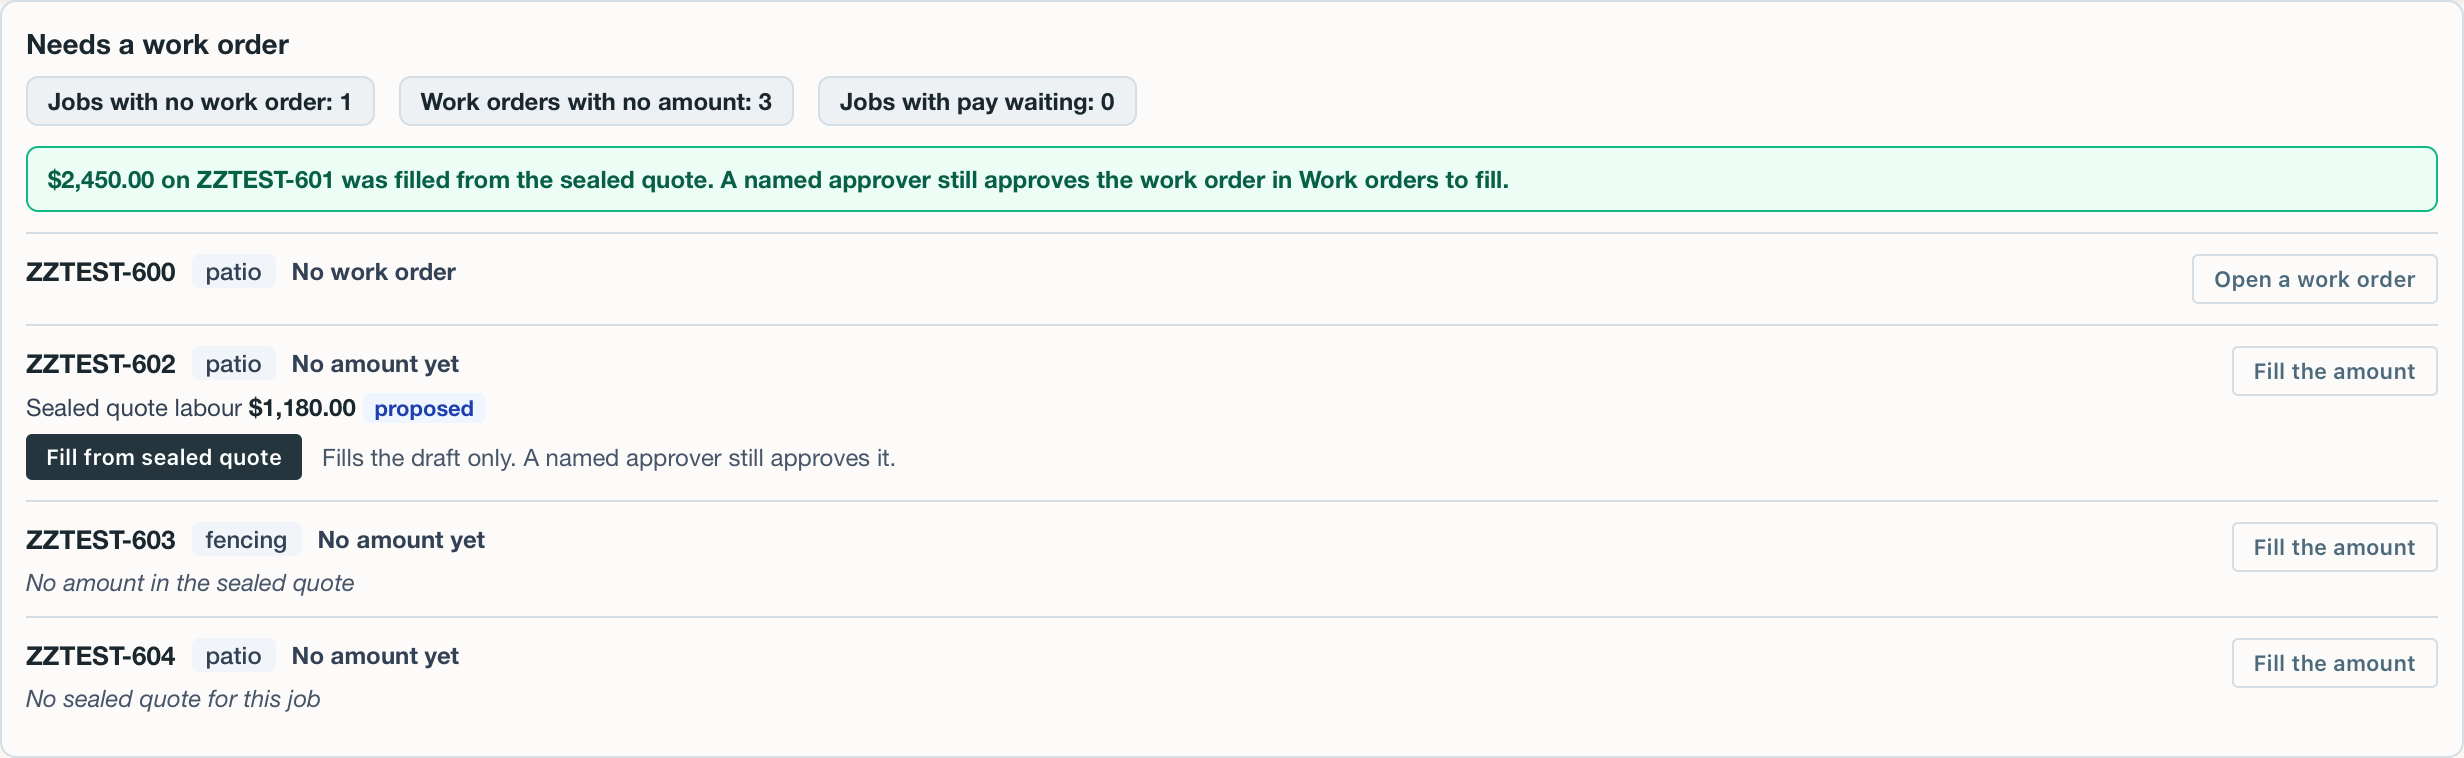 Needs a work order
Jobs with no work order: 1 Work orders with no amount: 3 Jobs with pay waiting: 0
$2,450.00 on ZZTEST-601 was filled from the sealed quote. A named approver still approves the work order in Work orders to fill.
ZZTEST-600 patio No work order Open a work order
ZZTEST-602 patio No amount yet Fill the amount
Sealed quote labour $1,180.00 proposed
Fill from sealed quote Fills the draft only. A named approver still approves it.
ZZTEST-603 fencing No amount yet Fill the amount
No amount in the sealed quote
ZZTEST-604 patio No amount yet Fill the amount
No sealed quote for this job